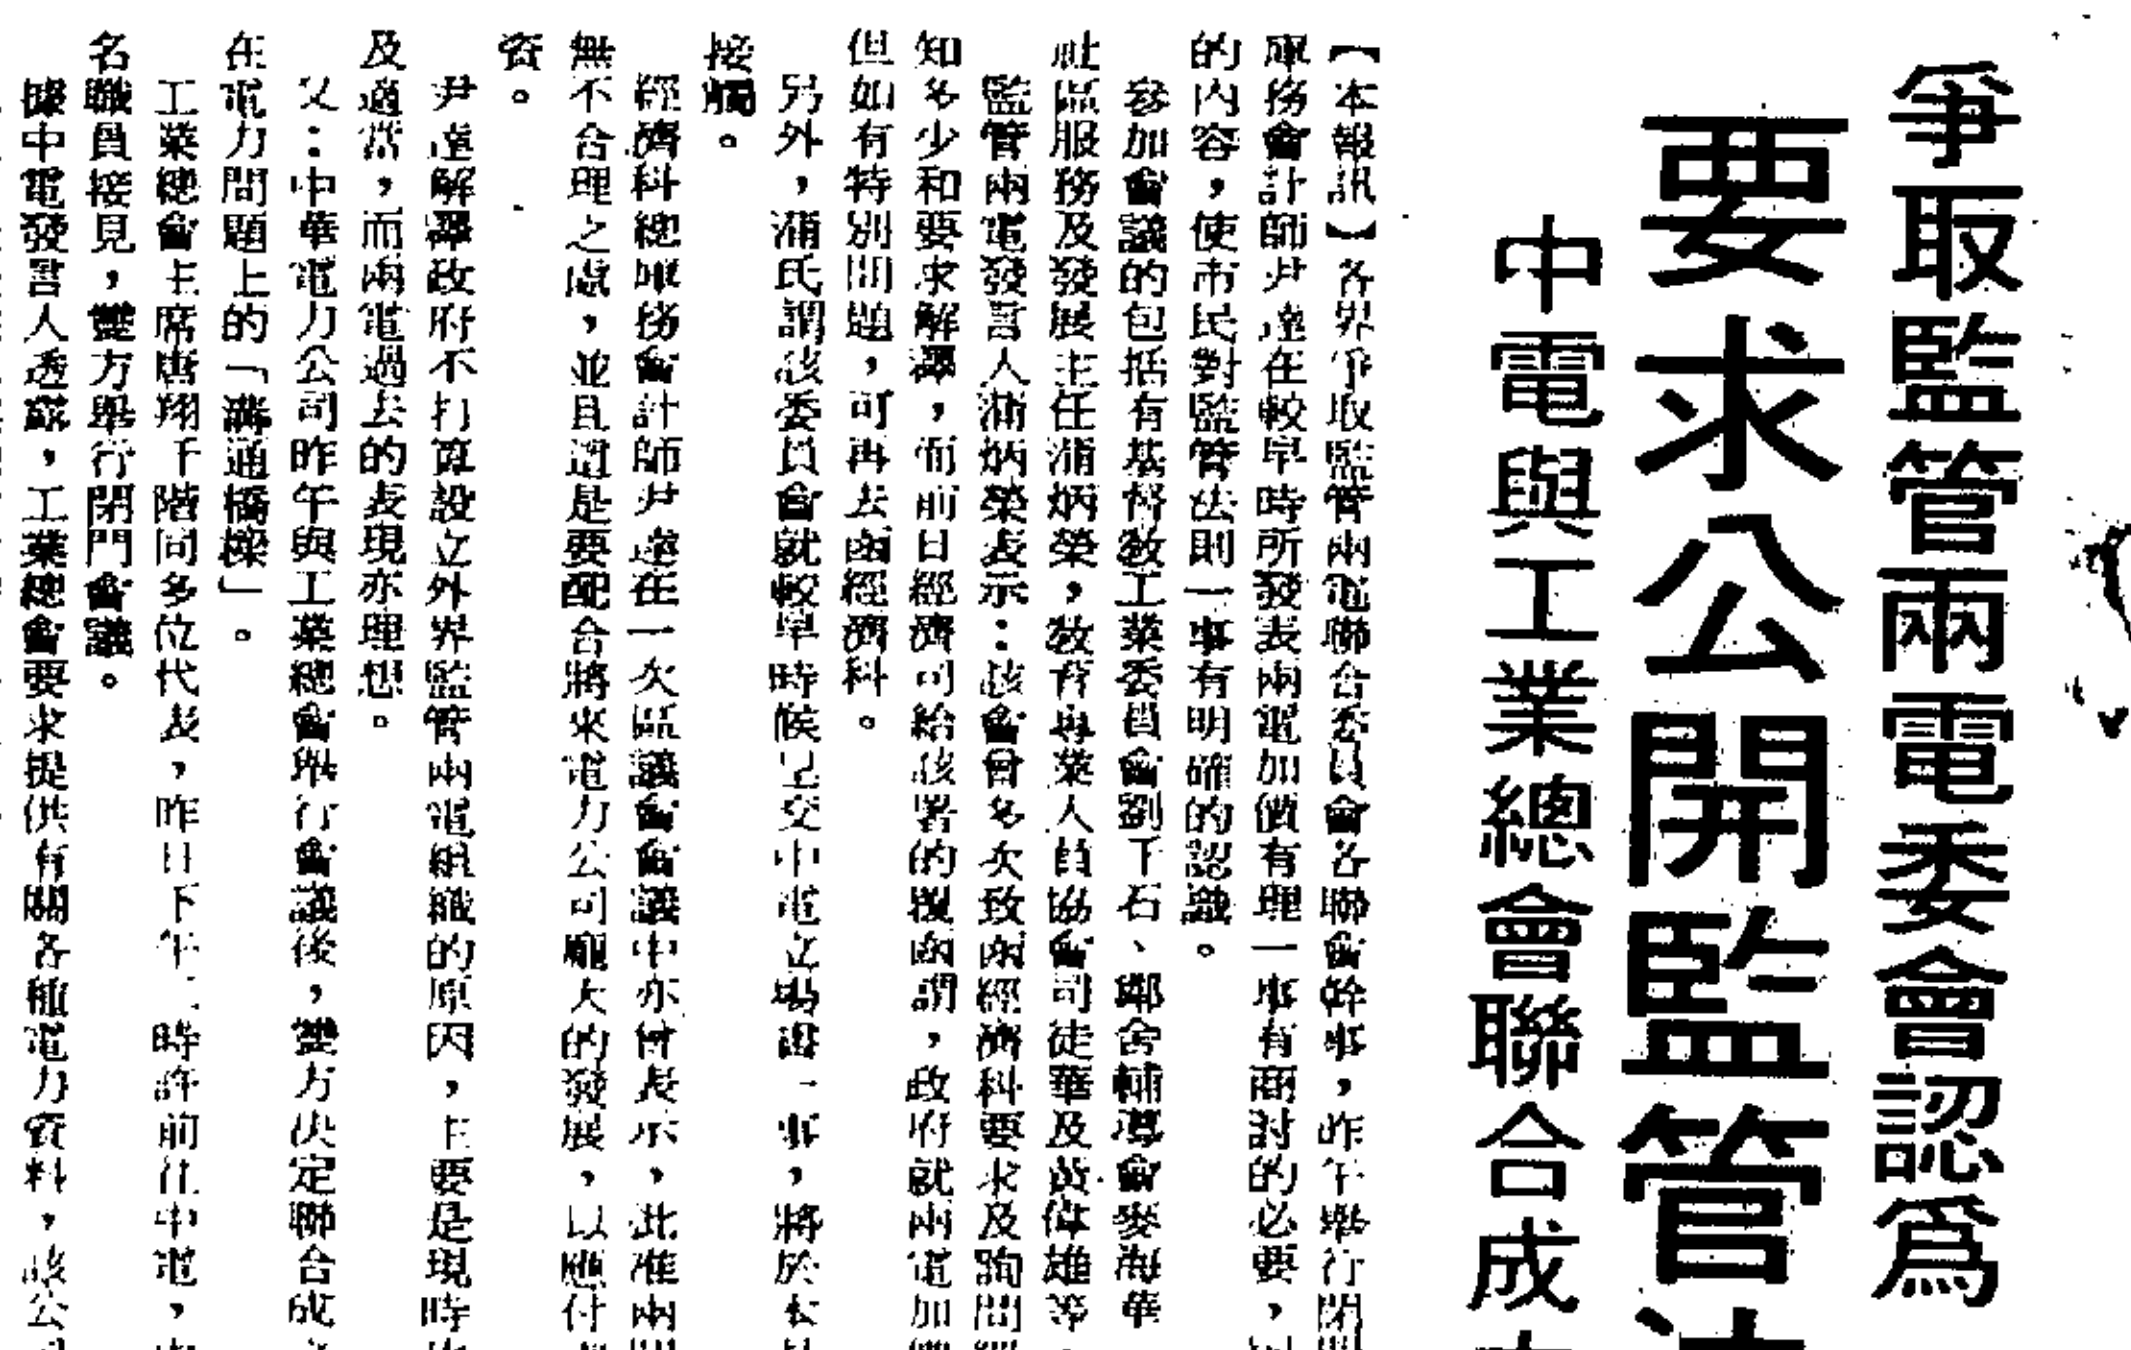 爭取監管兩電委會認爲
要求公開監管
中電與工業總會聯合成
【本報訊】各界爭取監管兩電聯合委員會各聯會幹事，昨午舉行閉
庫務會計師尹達在較早時所發表兩電加價有理一事有商討的必要，
的內容，使市民對監管法則一事有明確的認識。
參加會議的包括有基督敎工業委員會劉千石、鄰舍輔導會麥海華
社區服務及發展主任浦炳榮，敎育專業人員協會司徒華及黃偉雄等
監管兩電發言人浦炳榮表示：該會曾多次致函經濟科要求及詢問
知多少和要求解釋，而前日經濟司給該署的覆函謂，政府就兩電加
但如有特別問題，可再去函經濟科。
另外，浦氏謂該委員會就較早時候呈交中電立場書一事，將於本
接觸。
經濟科總庫務會計師尹達在一次區議會會議中亦曾表示，此准兩
無不合理之處，並且還是要配合將來電力公司龐大的發展，以應付
資。
尹達解釋政府不打算設立外界監管兩電組織的原因，主要是現時
及適當，而兩電過去的表現亦理想。
又：中華電力公司昨午與工業總會舉行會議後，雙方決定聯合成
在電力問題上的「溝通橋樑」。
工業總會主席唐翔千階同多位代表，昨日下午二時許前往中電，
名職員接見，雙方舉行閉門會議。
據中電發言人透露，工業總會要求提供有關各種電力資料，該公